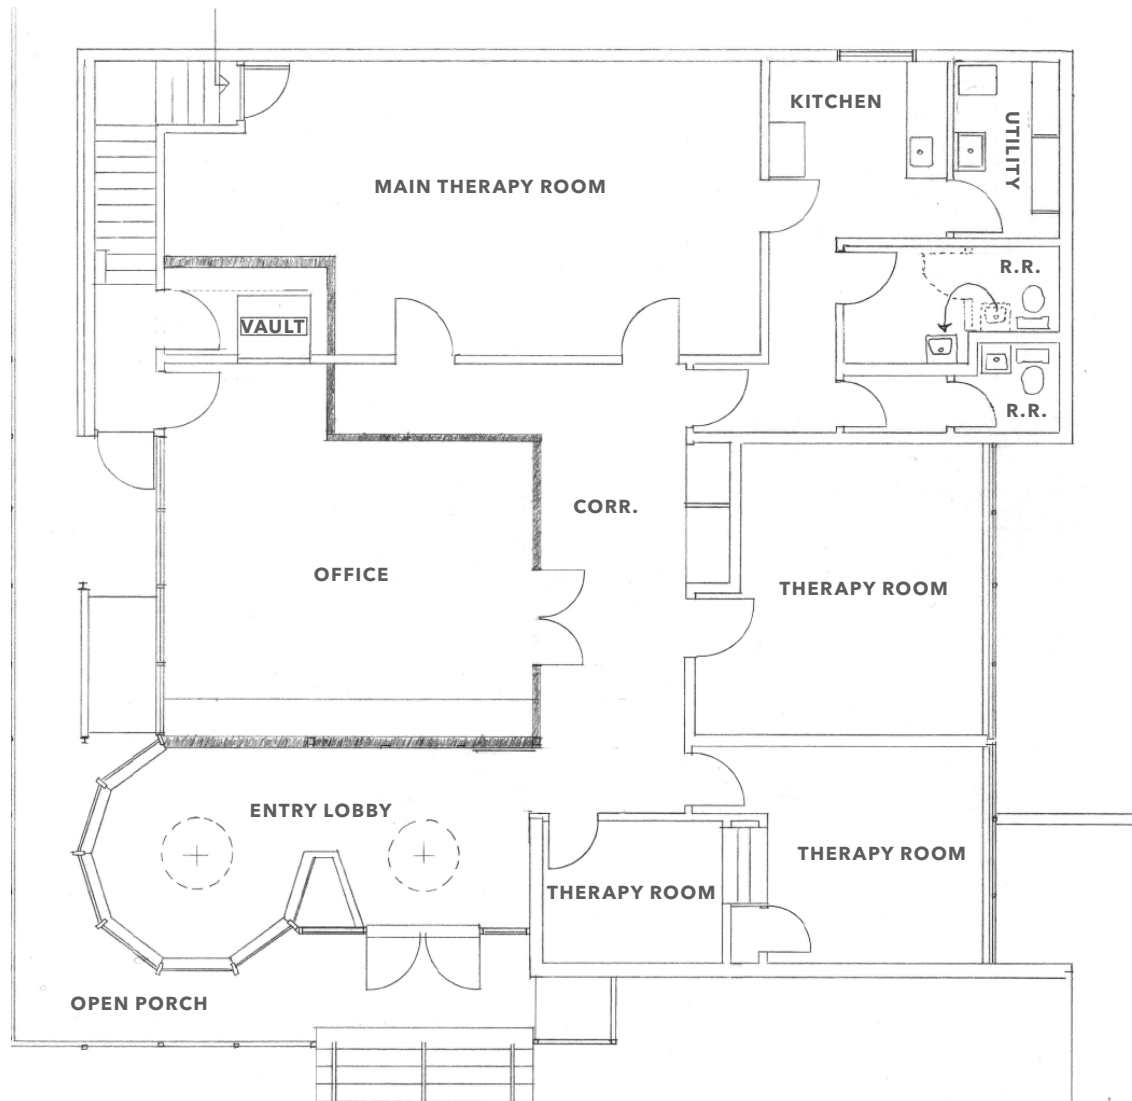 KITCHEN
UTILITY
MAIN THERAPY ROOM
R.R.
VAULT
R.R.
CORR.
OFFICE
THERAPY ROOM
ENTRY LOBBY
THERAPY ROOM
THERAPY ROOM
OPEN PORCH